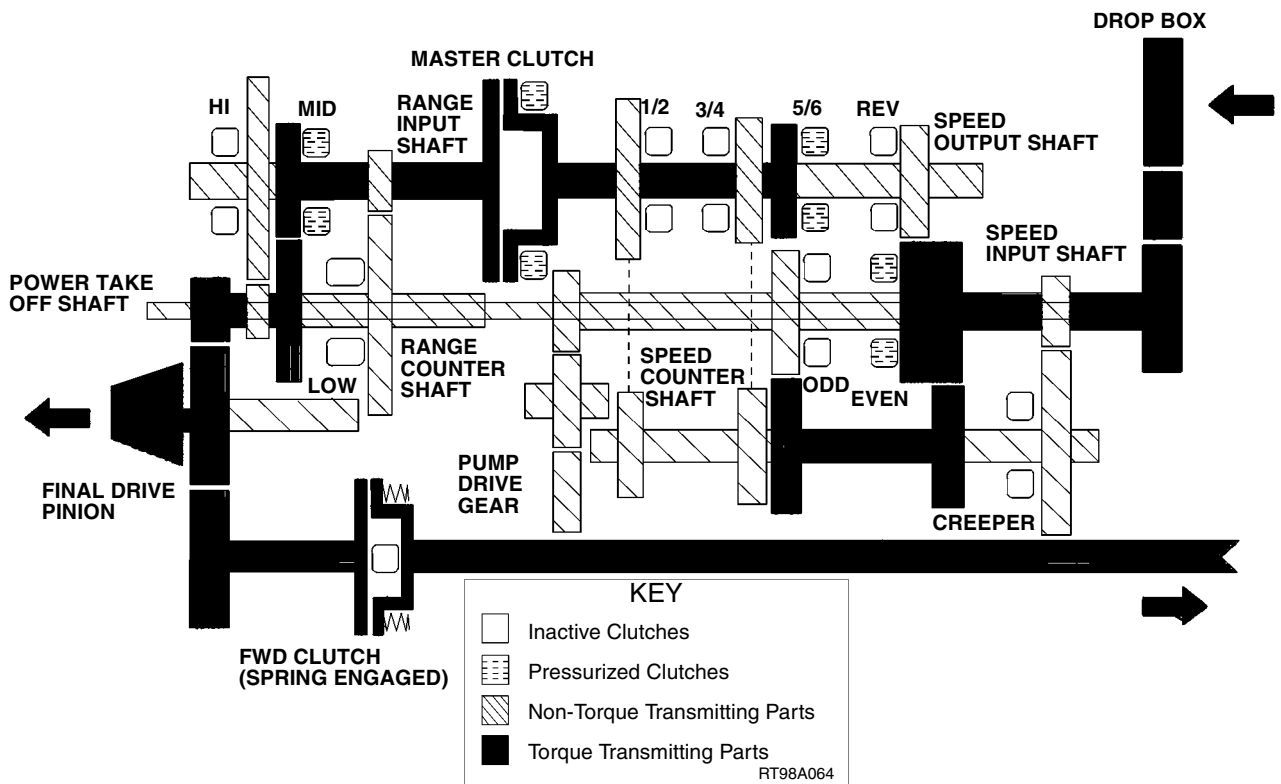 DROP BOX
MASTER CLUTCH
HI
MID
RANGE
INPUT
SHAFT
1/2
3/4
5/6
REV
SPEED
OUTPUT SHAFT
SPEED
INPUT SHAFT
POWER TAKE
OFF SHAFT
LOW
RANGE
COUNTER
SHAFT
SPEED
COUNTER
SHAFT
ODD
EVEN
FINAL DRIVE
PINION
PUMP
DRIVE
GEAR
CREEPER
FWD CLUTCH
(SPRING ENGAGED)
KEY
Inactive Clutches
Pressurized Clutches
Non-Torque Transmitting Parts
Torque Transmitting Parts
RT98A064